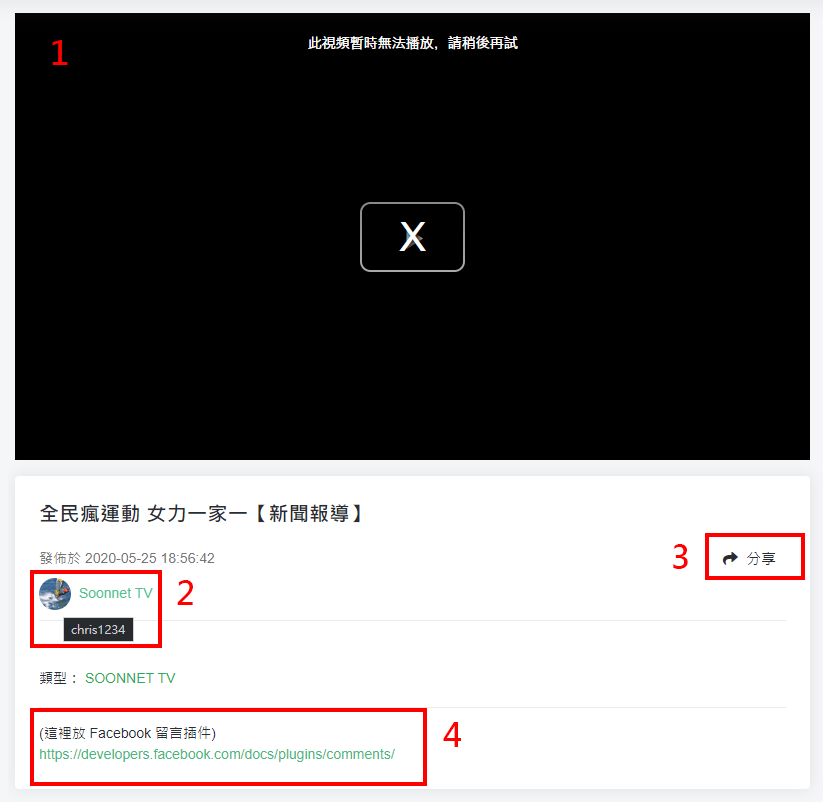 1
此視頻暫時無法播放，請稍後再試
X
全民瘋運動 女力一家一【新聞報導】
發佈於 2020-05-25 18:56:42
3
分享
Soonnet TV
2
chris1234
類型： SOONNET TV
(這裡放 Facebook 留言插件)
4
https://developers.facebook.com/docs/plugins/comments/